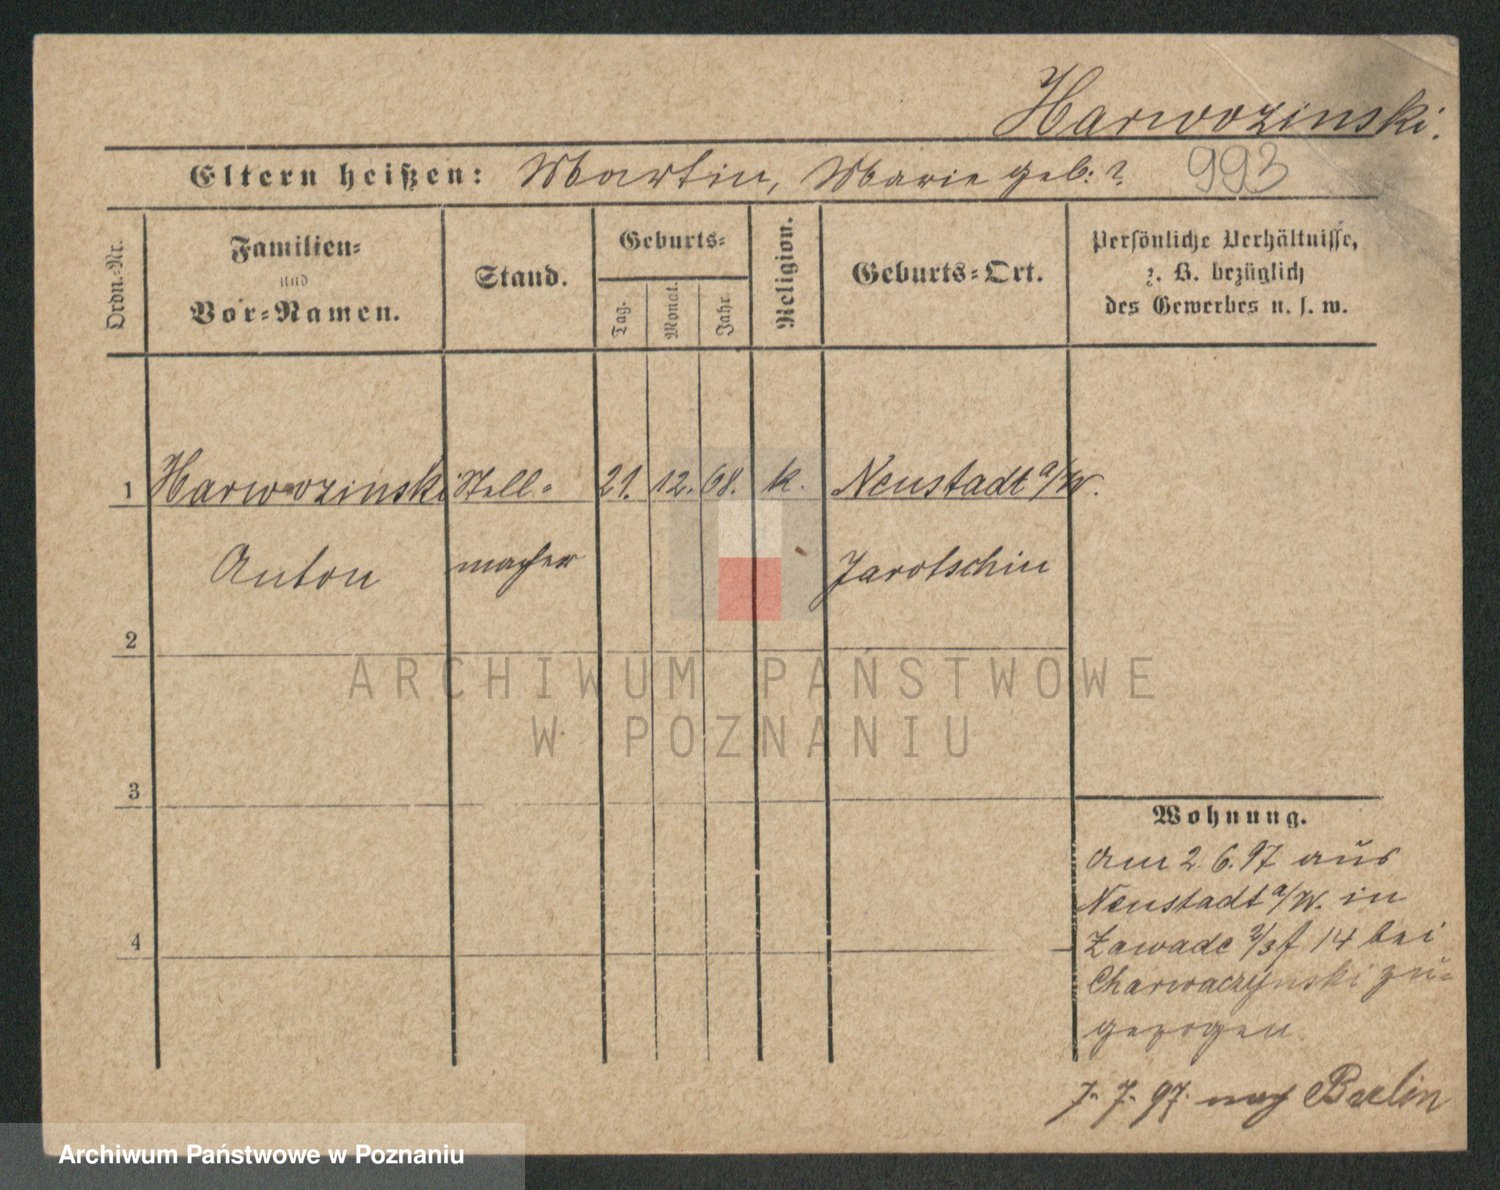 Harwozinski.
Eltern heißen: Martin, Marie geb: ?
993
Ordn.-Nr.
Familien-
und
Vor-Namen.
Stand.
Geburts-
Tag.
Monat.
Jahr.
Religion.
Geburts-Ort.
Persönliche Verhältnisse,
z. B. bezüglich
des Gewerbes u. s. w.
1 Harwozinski Stell- 21. 12. 68. k. Neustadt a/W.
Anton macher Jarotschin
2
3
4
Wohnung.
Am 2.6.97 aus
Neustadt a/W. in
Zawade 14 bei
Charwaczynski zu-
gezogen.
7. 7. 97. nach Berlin
ARCHIWUM PAŃSTWOWE
W POZNANIU
Archiwum Państwowe w Poznaniu